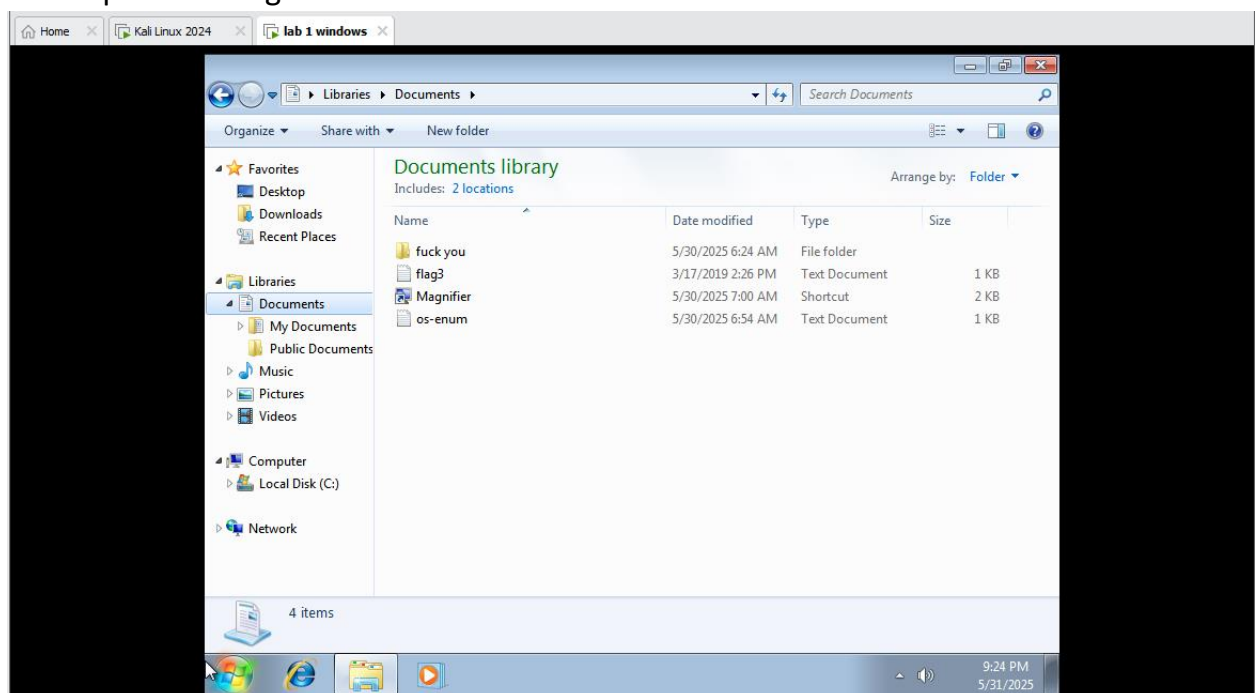 Home
Kali Linux 2024
lab 1 windows
Libraries
Documents
Search Documents
Organize
Share with
New folder
Favorites
Desktop
Downloads
Recent Places
Libraries
Documents
My Documents
Public Documents
Music
Pictures
Videos
Computer
Local Disk (C:)
Network
Documents library
Includes: 2 locations
Arrange by: Folder
Name Date modified Type Size
fuck you 5/30/2025 6:24 AM File folder
flag3 3/17/2019 2:26 PM Text Document 1 KB
Magnifier 5/30/2025 7:00 AM Shortcut 2 KB
os-enum 5/30/2025 6:54 AM Text Document 1 KB
4 items
9:24 PM
5/31/2025